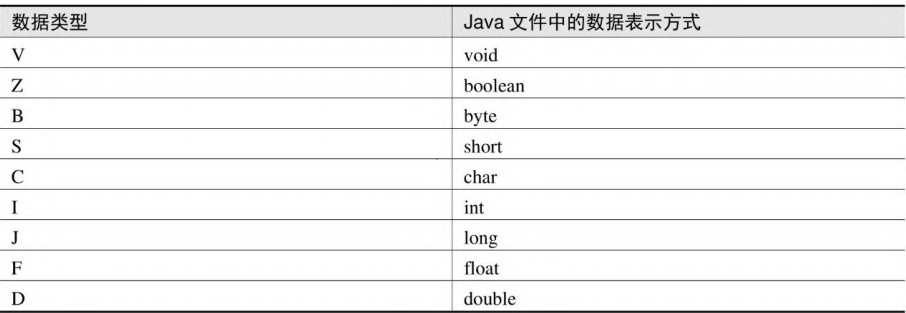 数据类型 Java 文件中的数据表示方式
V void
Z boolean
B byte
S short
C char
I int
J long
F float
D double